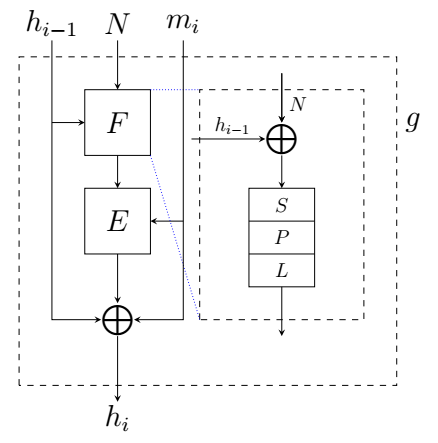 h_{i−1} N m_i
N
F h_{i−1} g
S
E P
L
h_i